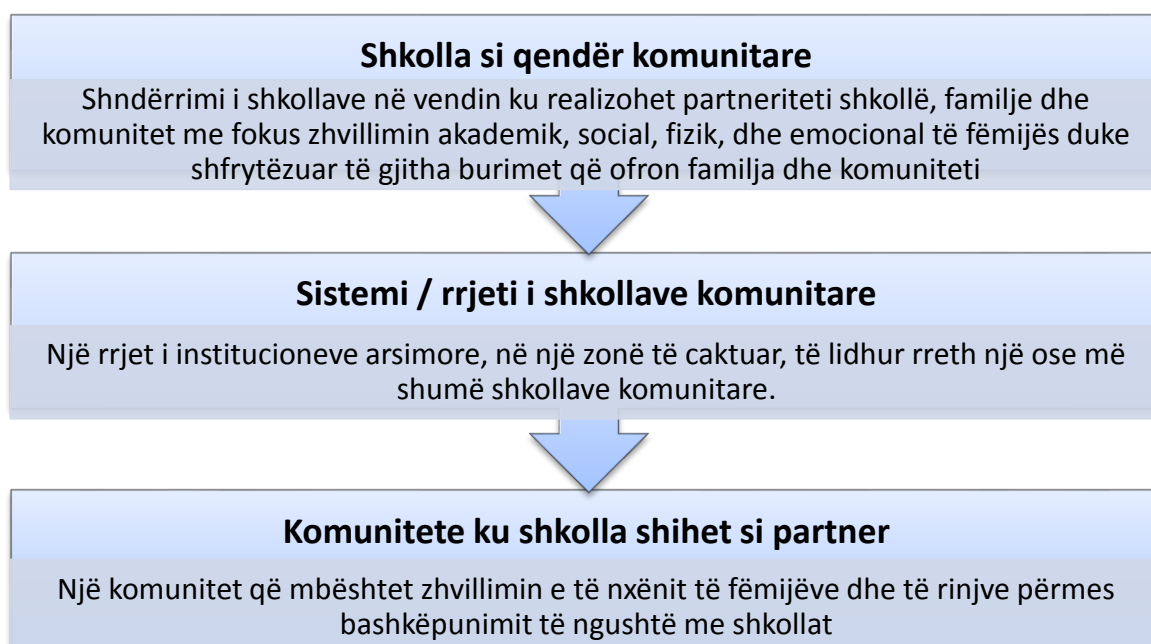 Shkolla si qendër komunitare
Shndërrimi i shkollave në vendin ku realizohet partneriteti shkollë, familje dhe
komunitet me fokus zhvillimin akademik, social, fizik, dhe emocional të fëmijës duke
shfrytëzuar të gjitha burimet që ofron familja dhe komuniteti
Sistemi / rrjeti i shkollave komunitare
Një rrjet i institucioneve arsimore, në një zonë të caktuar, të lidhur rreth një ose më
shumë shkollave komunitare.
Komunitete ku shkolla shihet si partner
Një komunitet që mbështet zhvillimin e të nxënit të fëmijëve dhe të rinjve përmes
bashkëpunimit të ngushtë me shkollat